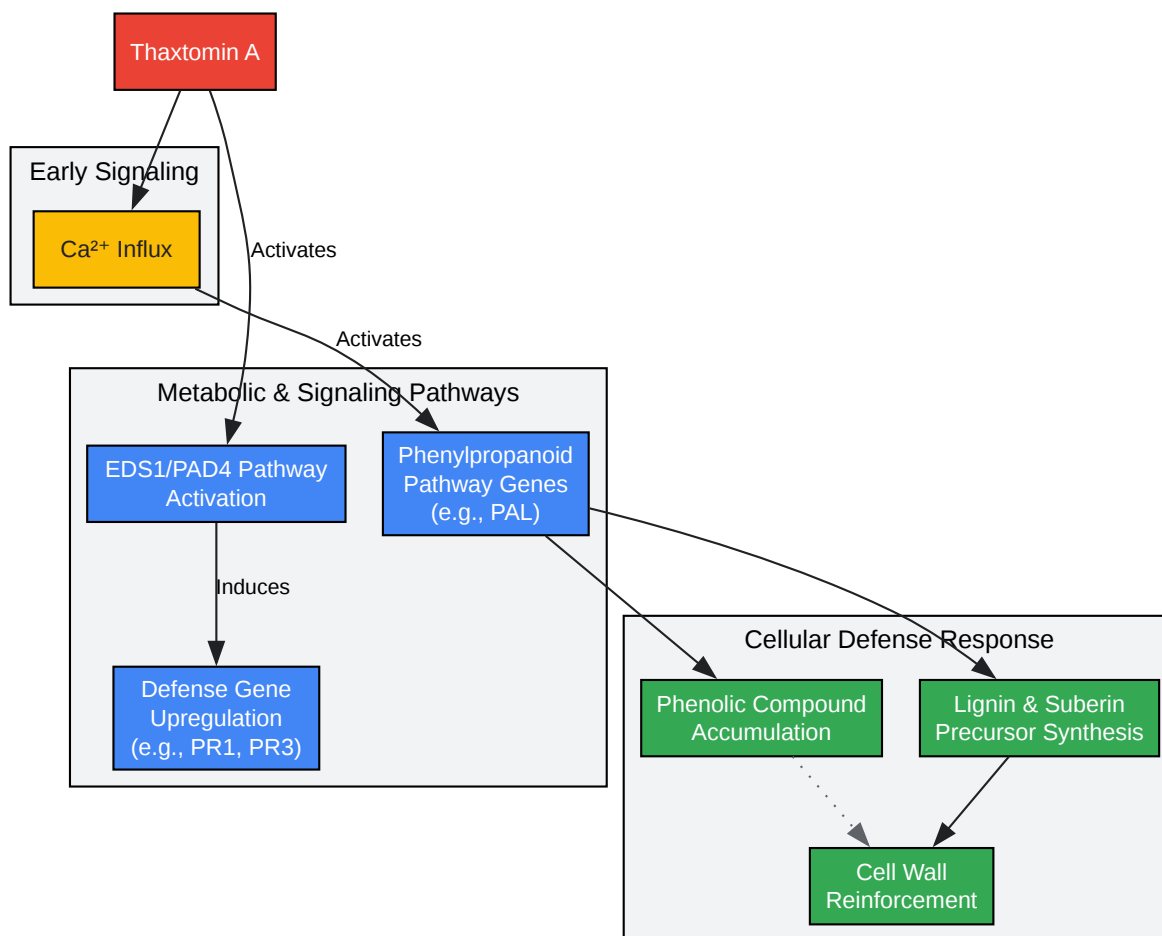 Thaxtomin A
Early Signaling
Ca²⁺ Influx
Activates
Activates
Metabolic & Signaling Pathways
EDS1/PAD4 Pathway
Activation
Phenylpropanoid
Pathway Genes
(e.g., PAL)
Induces
Defense Gene
Upregulation
(e.g., PR1, PR3)
Cellular Defense Response
Phenolic Compound
Accumulation
Lignin & Suberin
Precursor Synthesis
Cell Wall
Reinforcement